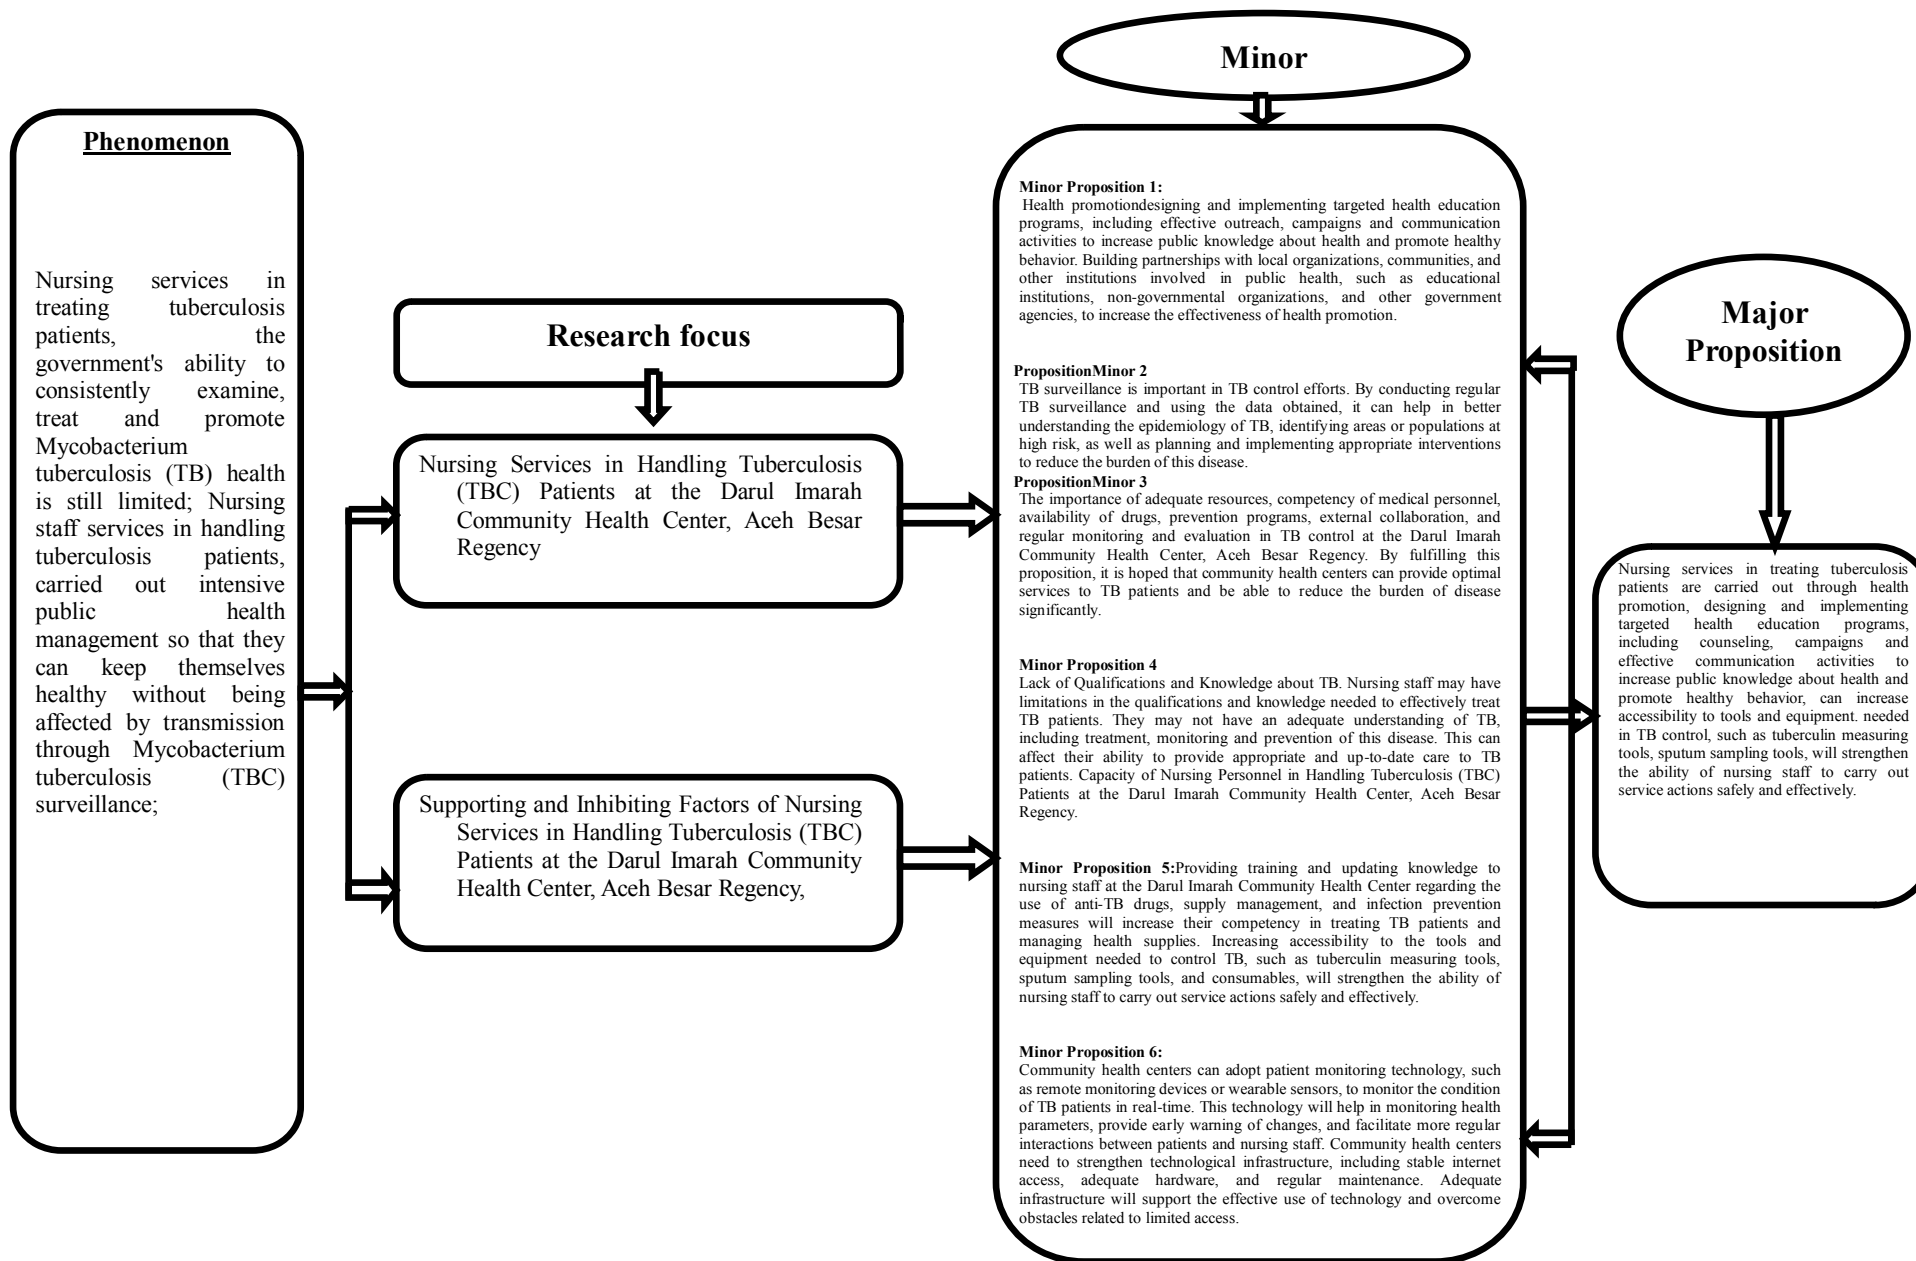 Phenomenon
Nursing services in
treating tuberculosis
patients, the
government's ability to
consistently examine,
treat and promote
Mycobacterium
tuberculosis (TB) health
is still limited; Nursing
staff services in handling
tuberculosis patients,
carried out intensive
public health
management so that they
can keep themselves
healthy without being
affected by transmission
through Mycobacterium
tuberculosis (TBC)
surveillance;
Research focus
Nursing Services in Handling Tuberculosis
(TBC) Patients at the Darul Imarah
Community Health Center, Aceh Besar
Regency
Supporting and Inhibiting Factors of Nursing
Services in Handling Tuberculosis (TBC)
Patients at the Darul Imarah Community
Health Center, Aceh Besar Regency,
Minor
Minor Proposition 1:
Health promotiondesigning and implementing targeted health education
programs, including effective outreach, campaigns and communication
activities to increase public knowledge about health and promote healthy
behavior. Building partnerships with local organizations, communities, and
other institutions involved in public health, such as educational
institutions, non-governmental organizations, and other government
agencies, to increase the effectiveness of health promotion.
PropositionMinor 2
TB surveillance is important in TB control efforts. By conducting regular
TB surveillance and using the data obtained, it can help in better
understanding the epidemiology of TB, identifying areas or populations at
high risk, as well as planning and implementing appropriate interventions
to reduce the burden of this disease.
PropositionMinor 3
The importance of adequate resources, competency of medical personnel,
availability of drugs, prevention programs, external collaboration, and
regular monitoring and evaluation in TB control at the Darul Imarah
Community Health Center, Aceh Besar Regency. By fulfilling this
proposition, it is hoped that community health centers can provide optimal
services to TB patients and be able to reduce the burden of disease
significantly.
Minor Proposition 4
Lack of Qualifications and Knowledge about TB. Nursing staff may have
limitations in the qualifications and knowledge needed to effectively treat
TB patients. They may not have an adequate understanding of TB,
including treatment, monitoring and prevention of this disease. This can
affect their ability to provide appropriate and up-to-date care to TB
patients. Capacity of Nursing Personnel in Handling Tuberculosis (TBC)
Patients at the Darul Imarah Community Health Center, Aceh Besar
Regency.
Minor Proposition 5:Providing training and updating knowledge to
nursing staff at the Darul Imarah Community Health Center regarding the
use of anti-TB drugs, supply management, and infection prevention
measures will increase their competency in treating TB patients and
managing health supplies. Increasing accessibility to the tools and
equipment needed to control TB, such as tuberculin measuring tools,
sputum sampling tools, and consumables, will strengthen the ability of
nursing staff to carry out service actions safely and effectively.
Minor Proposition 6:
Community health centers can adopt patient monitoring technology, such
as remote monitoring devices or wearable sensors, to monitor the condition
of TB patients in real-time. This technology will help in monitoring health
parameters, provide early warning of changes, and facilitate more regular
interactions between patients and nursing staff. Community health centers
need to strengthen technological infrastructure, including stable internet
access, adequate hardware, and regular maintenance. Adequate
infrastructure will support the effective use of technology and overcome
obstacles related to limited access.
Major
Proposition
Nursing services in treating tuberculosis
patients are carried out through health
promotion, designing and implementing
targeted health education programs,
including counseling, campaigns and
effective communication activities to
increase public knowledge about health and
promote healthy behavior, can increase
accessibility to tools and equipment. needed
in TB control, such as tuberculin measuring
tools, sputum sampling tools, will strengthen
the ability of nursing staff to carry out
service actions safely and effectively.